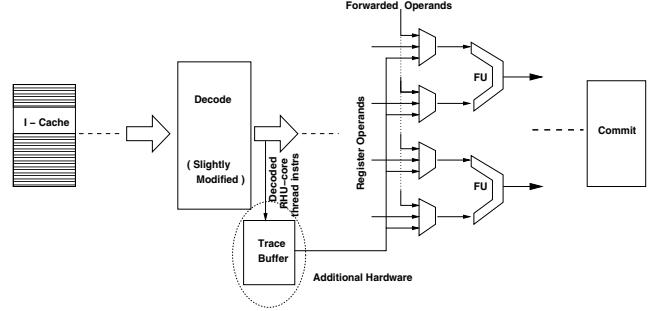 Forwarded Operands
I – Cache
Decode
( Slightly
Modified )
Decoded
RHU–core
thread instrs
Trace
Buffer
Additional Hardware
Register Operands
FU
FU
Commit